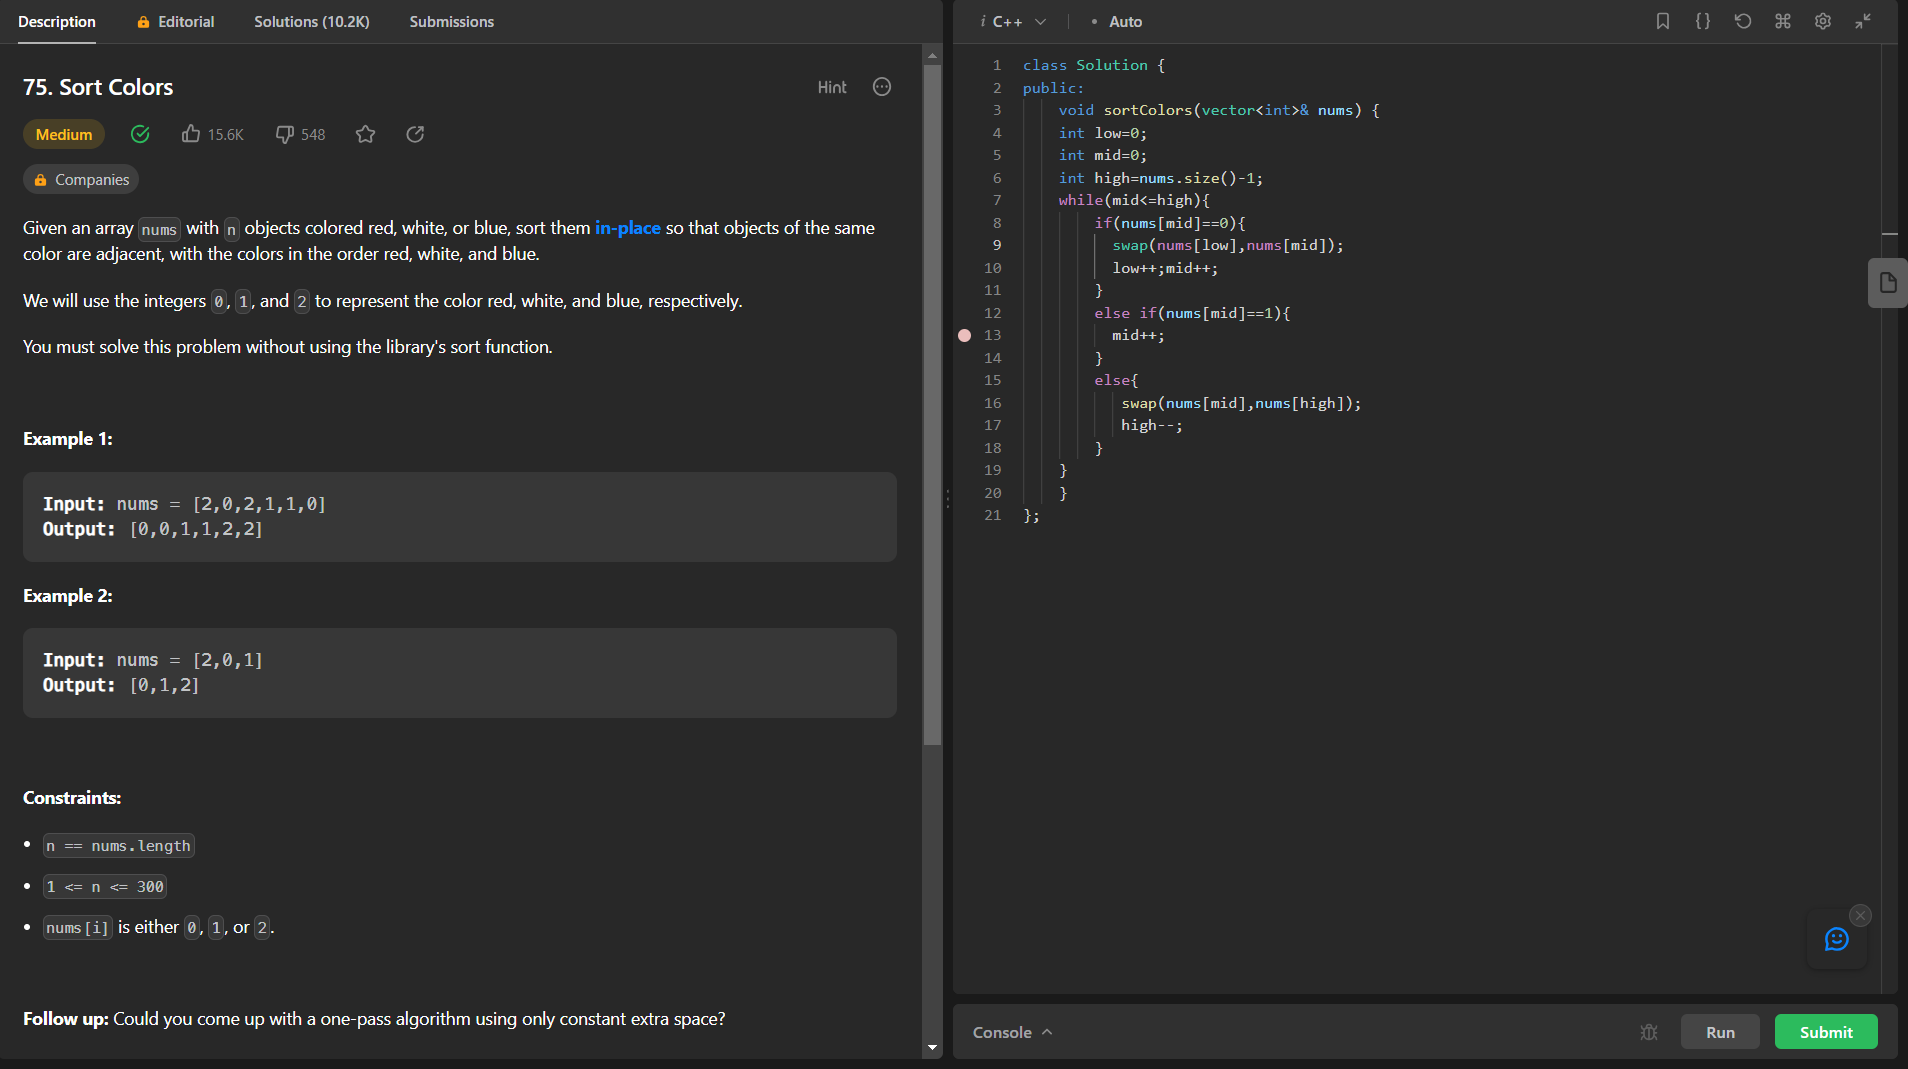 Description Editorial Solutions (10.2K) Submissions
75. Sort Colors Hint
Medium 15.6K 548
Companies
Given an array nums with n objects colored red, white, or blue, sort them in-place so that objects of the same
color are adjacent, with the colors in the order red, white, and blue.
We will use the integers 0, 1, and 2 to represent the color red, white, and blue, respectively.
You must solve this problem without using the library's sort function.
Example 1:
Input: nums = [2,0,2,1,1,0]
Output: [0,0,1,1,2,2]
Example 2:
Input: nums = [2,0,1]
Output: [0,1,2]
Constraints:
• n == nums.length
• 1 <= n <= 300
• nums[i] is either 0, 1, or 2.
Follow up: Could you come up with a one-pass algorithm using only constant extra space?
i C++ • Auto {} ⌘
1 class Solution {
2 public:
3 void sortColors(vector<int>& nums) {
4 int low=0;
5 int mid=0;
6 int high=nums.size()-1;
7 while(mid<=high){
8 if(nums[mid]==0){
9 swap(nums[low],nums[mid]);
10 low++;mid++;
11 }
12 else if(nums[mid]==1){
13 mid++;
14 }
15 else{
16 swap(nums[mid],nums[high]);
17 high--;
18 }
19 }
20 }
21 };
Console Run Submit